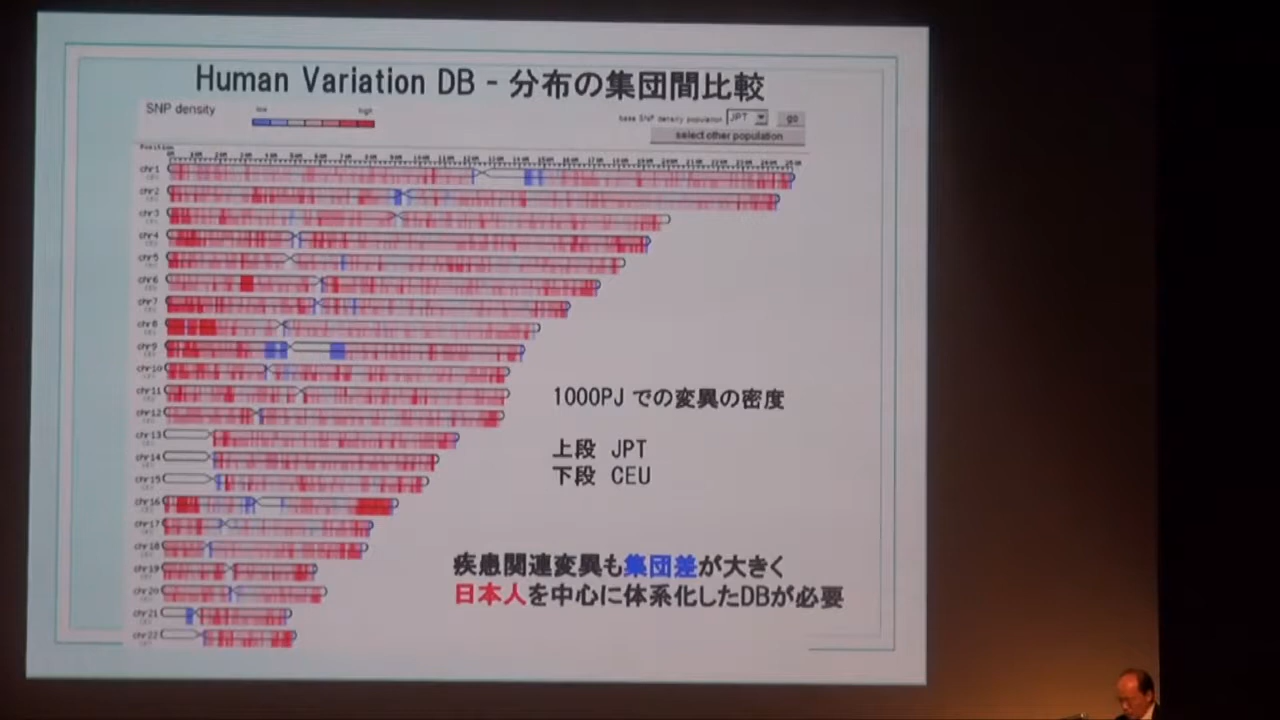 Human Variation DB - 分布の集団間比較
SNP density
low high
base SNP density population JPT go
select other population
Position
chr1
chr2
chr3
chr4
chr5
chr6
chr7
chr8
chr9
chr10
chr11
chr12
chr13
chr14
chr15
chr16
chr17
chr18
chr19
chr20
chr21
chr22
1000PJ での変異の密度
上段 JPT
下段 CEU
疾患関連変異も集団差が大きく
日本人を中心に体系化したDBが必要